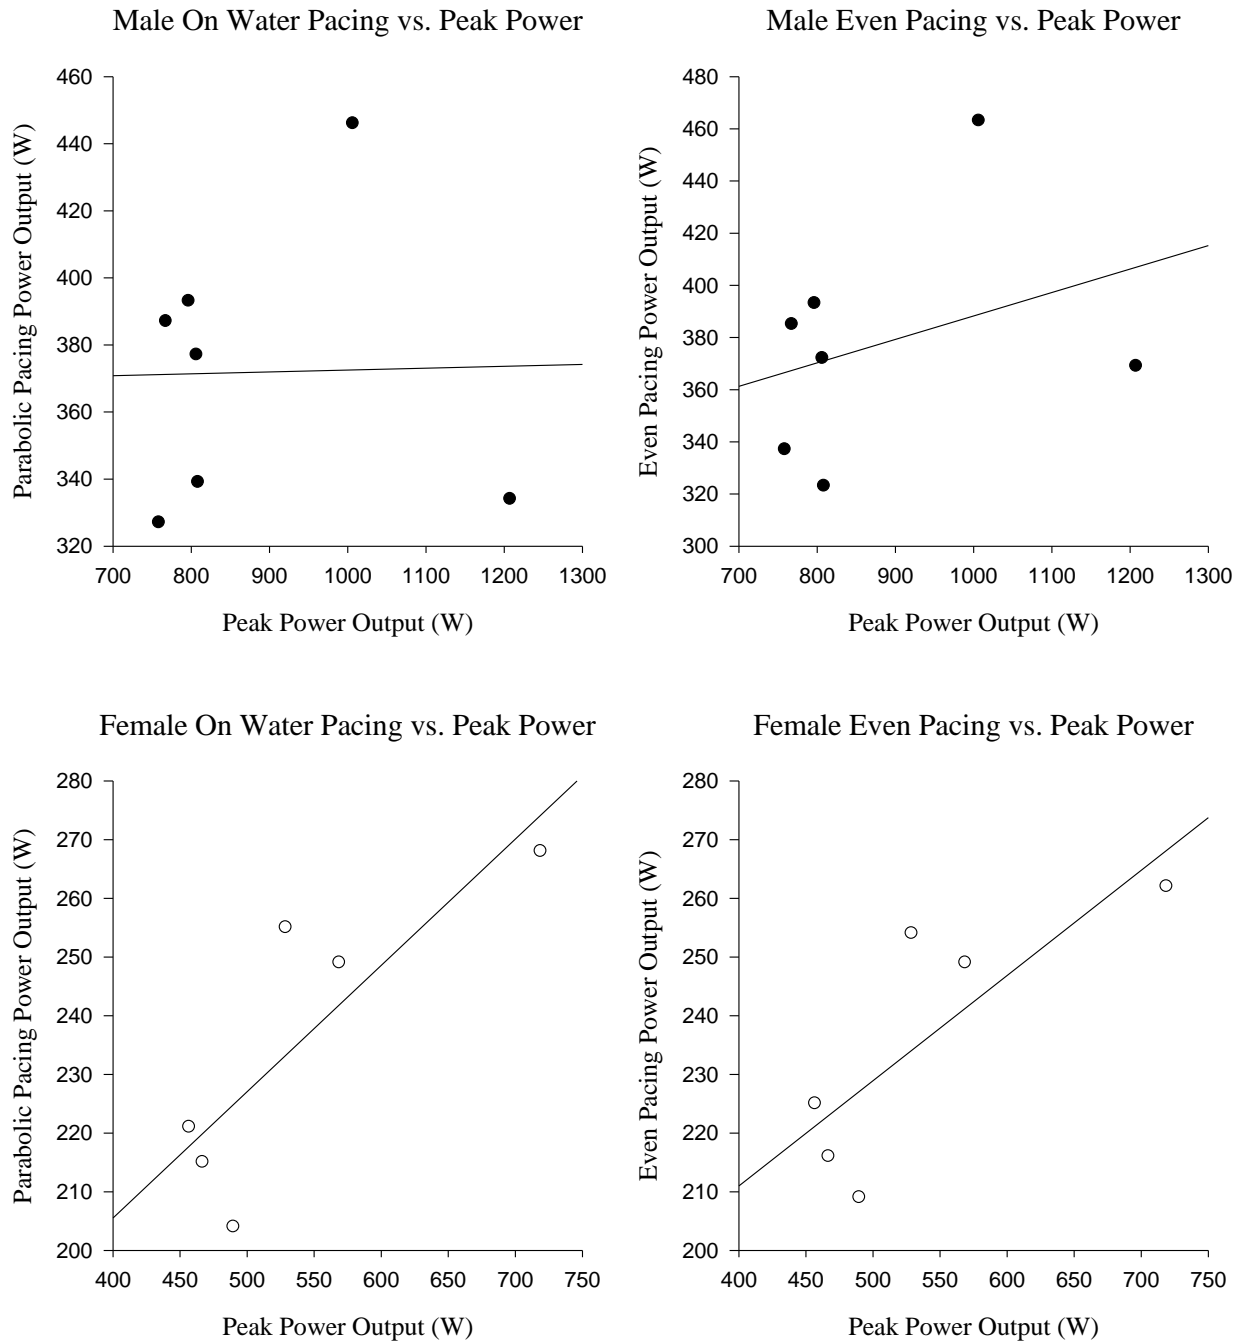 Male On Water Pacing vs. Peak Power
Parabolic Pacing Power Output (W)
460
440
420
400
380
360
340
320
700 800 900 1000 1100 1200 1300
Peak Power Output (W)
Male Even Pacing vs. Peak Power
Even Pacing Power Output (W)
480
460
440
420
400
380
360
340
320
300
700 800 900 1000 1100 1200 1300
Peak Power Output (W)
Female On Water Pacing vs. Peak Power
Parabolic Pacing Power Output (W)
280
270
260
250
240
230
220
210
200
400 450 500 550 600 650 700 750
Peak Power Output (W)
Female Even Pacing vs. Peak Power
Even Pacing Power Output (W)
280
270
260
250
240
230
220
210
200
400 450 500 550 600 650 700 750
Peak Power Output (W)